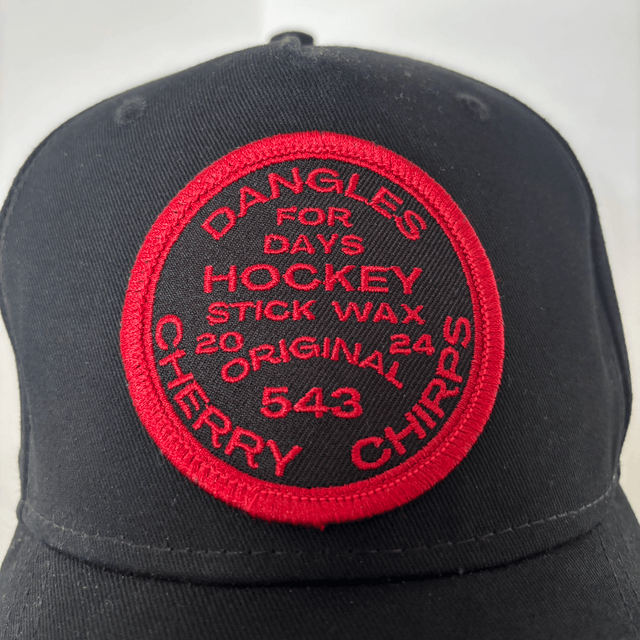 DANGLES
FOR
DAYS
HOCKEY
STICK WAX
20 24
ORIGINAL
543
CHERRY CHIRPS